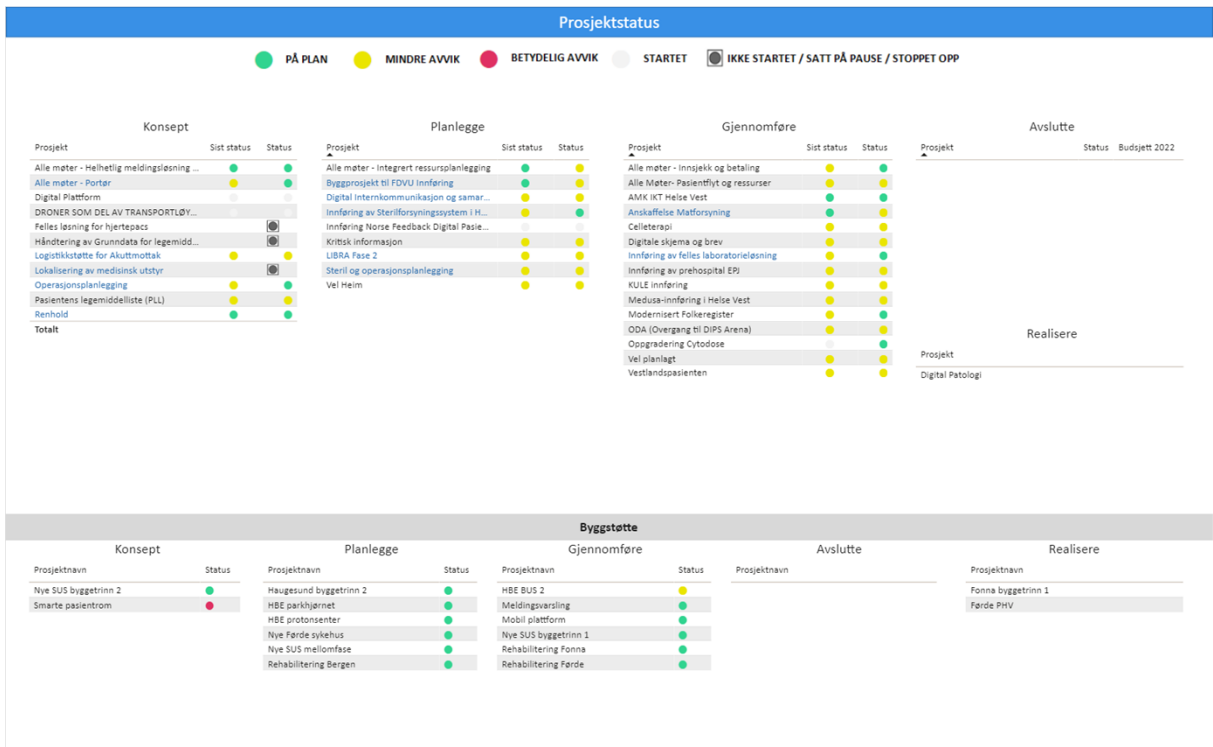 Prosjektstatus
PÅ PLAN MINDRE AVVIK BETYDELIG AVVIK STARTET IKKE STARTET / SATT PÅ PAUSE / STOPPET OPP
Konsept
Prosjekt Sist status Status
Alle møter - Helhetlig meldingsløsning ...
Alle møter - Portør
Digital Plattform
DRONER SOM DEL AV TRANSPORTLØY...
Felles løsning for hjertepacs
Håndtering av Grunndata for legemidd...
Logistikkstøtte for Akuttmottak
Lokalisering av medisinsk utstyr
Operasjonsplanlegging
Pasientens legemiddelliste (PLL)
Renhold
Totalt
Planlegge
Prosjekt Sist status Status
Alle møter - Integrert ressursplanlegging
Byggprosjekt til FDVU Innføring
Digital Internkommunikasjon og samar...
Innføring av Sterilforsyningssystem i H...
Innføring Norse Feedback Digital Pasie...
Kritisk informasjon
LIBRA Fase 2
Steril og operasjonsplanlegging
Vel Heim
Gjennomføre
Prosjekt Sist status Status
Alle møter - Innsjekk og betaling
Alle Møter- Pasientflyt og ressurser
AMK IKT Helse Vest
Anskaffelse Matforsyning
Celleterapi
Digitale skjema og brev
Innføring av felles laboratorieløsning
Innføring av prehospital EPJ
KULE innføring
Medusa-innføring i Helse Vest
Modernisert Folkeregister
ODA (Overgang til DIPS Arena)
Oppgradering Cytodose
Vel planlagt
Vestlandspasienten
Avslutte
Prosjekt Status Budsjett 2022
Realisere
Prosjekt
Digital Patologi
Byggstøtte
Konsept
Prosjektnavn Status
Nye SUS byggetrinn 2
Smarte pasientrom
Planlegge
Prosjektnavn Status
Haugesund byggetrinn 2
HBE parkhjørnet
HBE protonsenter
Nye Førde sykehus
Nye SUS mellomfase
Rehabilitering Bergen
Gjennomføre
Prosjektnavn Status
HBE BUS 2
Meldingsvarsling
Mobil plattform
Nye SUS byggetrinn 1
Rehabilitering Fonna
Rehabilitering Førde
Avslutte
Prosjektnavn
Realisere
Prosjektnavn
Fonna byggetrinn 1
Førde PHV